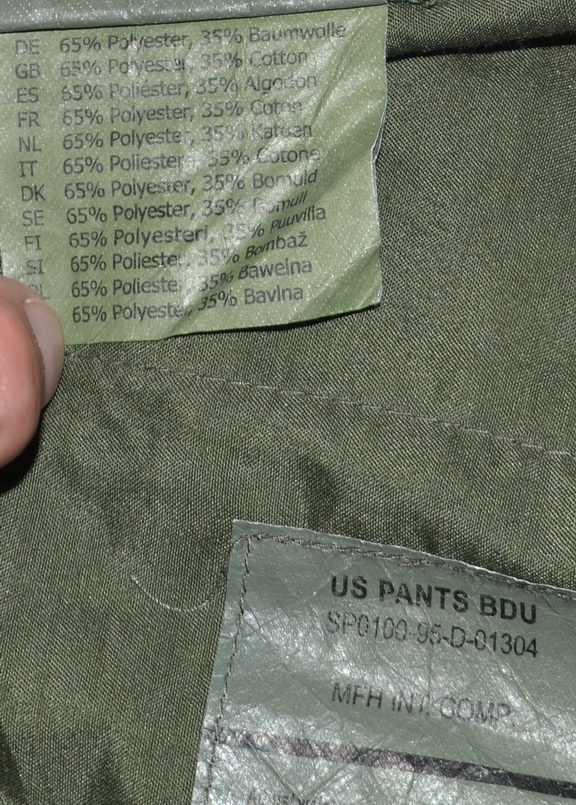 DE 65% Polyester, 35% Baumwolle
GB 65% Polyester, 35% Cotton
ES 65% Poliéster, 35% Algodon
FR 65% Polyester, 35% Coton
NL 65% Polyester, 35% Katoen
IT 65% Poliester, 35% Cotone
DK 65% Polyester, 35% Bomuld
SE 65% Polyester, 35% Bomull
FI 65% Polyesteri, 35% Puuvilla
SI 65% Poliester, 35% Bombaž
65% Poliester, 35% Baweina
65% Polyester, 35% Bavlna
US PANTS BDU
SP0100-95-D-01304
MFH INT. COMP.